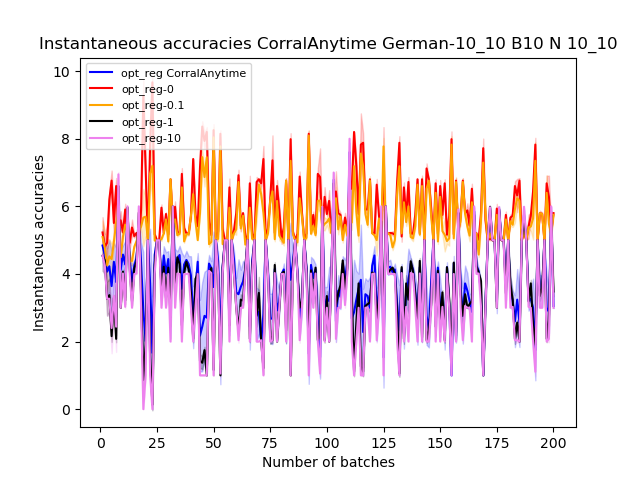 Instantaneous accuracies CorralAnytime German-10_10 B10 N 10_10
opt_reg CorralAnytime
opt_reg-0
opt_reg-0.1
opt_reg-1
opt_reg-10
Instantaneous accuracies
10
8
6
4
2
0
0 25 50 75 100 125 150 175 200
Number of batches